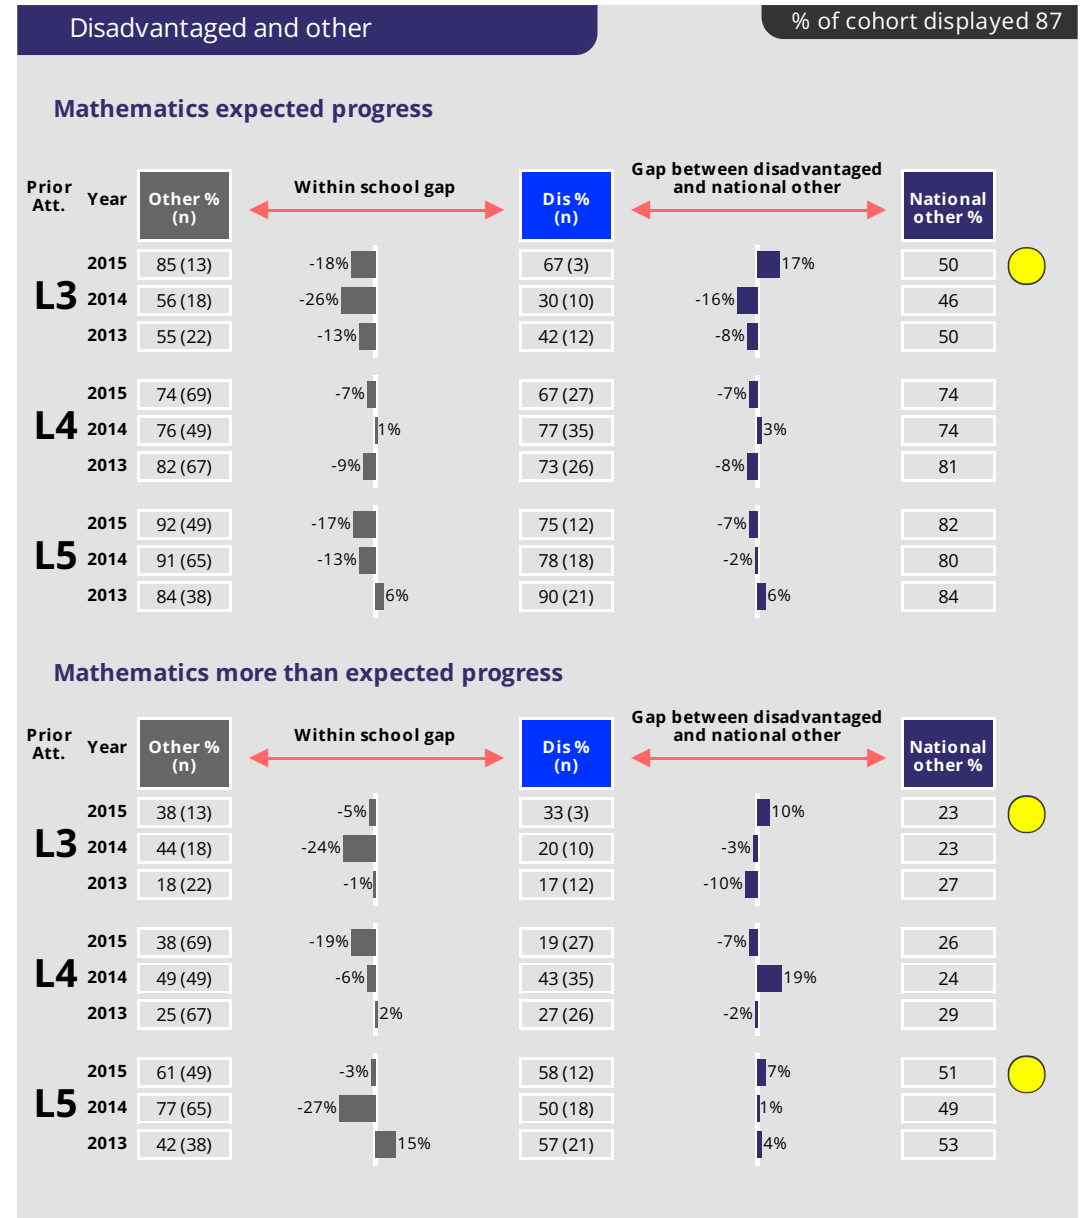 Disadvantaged and other
% of cohort displayed 87
Mathematics expected progress
Prior Att.
Year
Other % (n)
Within school gap
Dis % (n)
Gap between disadvantaged and national other
National other %
L3
2015 85 (13) -18% 67 (3) 17% 50
2014 56 (18) -26% 30 (10) -16% 46
2013 55 (22) -13% 42 (12) -8% 50
L4
2015 74 (69) -7% 67 (27) -7% 74
2014 76 (49) 1% 77 (35) 3% 74
2013 82 (67) -9% 73 (26) -8% 81
L5
2015 92 (49) -17% 75 (12) -7% 82
2014 91 (65) -13% 78 (18) -2% 80
2013 84 (38) 6% 90 (21) 6% 84
Mathematics more than expected progress
Prior Att.
Year
Other % (n)
Within school gap
Dis % (n)
Gap between disadvantaged and national other
National other %
L3
2015 38 (13) -5% 33 (3) 10% 23
2014 44 (18) -24% 20 (10) -3% 23
2013 18 (22) -1% 17 (12) -10% 27
L4
2015 38 (69) -19% 19 (27) -7% 26
2014 49 (49) -6% 43 (35) 19% 24
2013 25 (67) 2% 27 (26) -2% 29
L5
2015 61 (49) -3% 58 (12) 7% 51
2014 77 (65) -27% 50 (18) 1% 49
2013 42 (38) 15% 57 (21) 4% 53